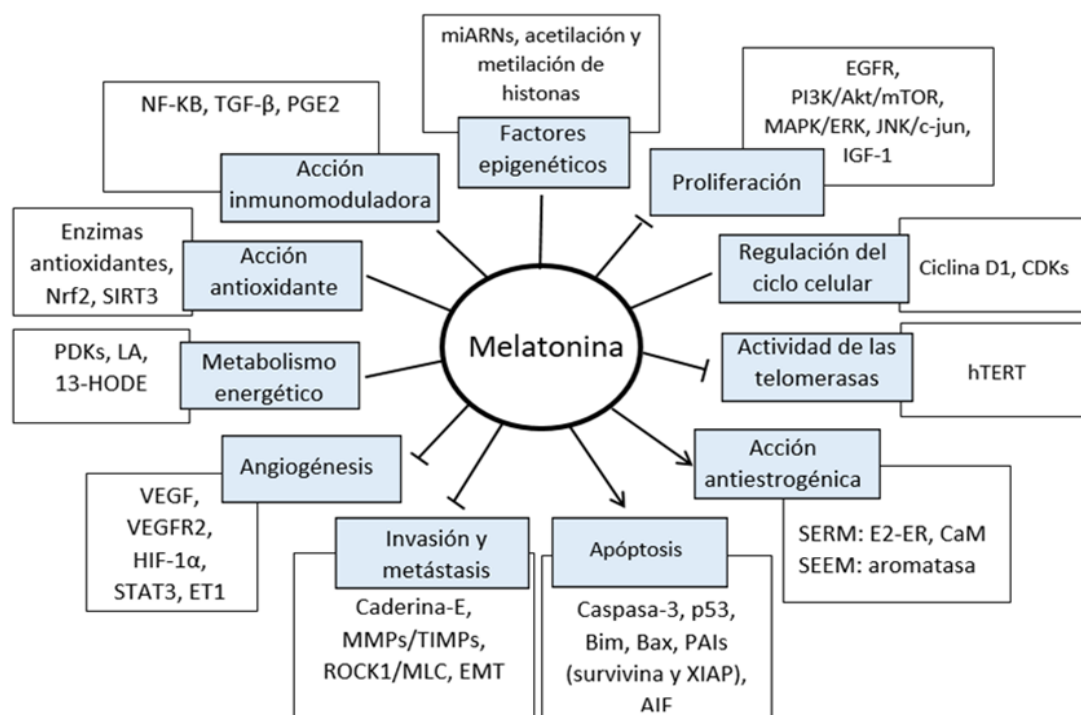 miARNs, acetilación y
metilación de
histonas
Factores
epigenéticos
NF-KB, TGF-β, PGE2
Acción
inmunomoduladora
EGFR,
PI3K/Akt/mTOR,
MAPK/ERK, JNK/c-jun,
IGF-1
Proliferación
Enzimas
antioxidantes,
Nrf2, SIRT3
Acción
antioxidante
Regulación del
ciclo celular
Ciclina D1, CDKs
Melatonina
PDKs, LA,
13-HODE
Metabolismo
energético
Actividad de las
telomerasas
hTERT
Angiogénesis
VEGF,
VEGFR2,
HIF-1α,
STAT3, ET1
Acción
antiestrogénica
SERM: E2-ER, CaM
SEEM: aromatasa
Invasión y
metástasis
Caderina-E,
MMPs/TIMPs,
ROCK1/MLC, EMT
Apóptosis
Caspasa-3, p53,
Bim, Bax, PAIs
(survivina y XIAP),
AIF